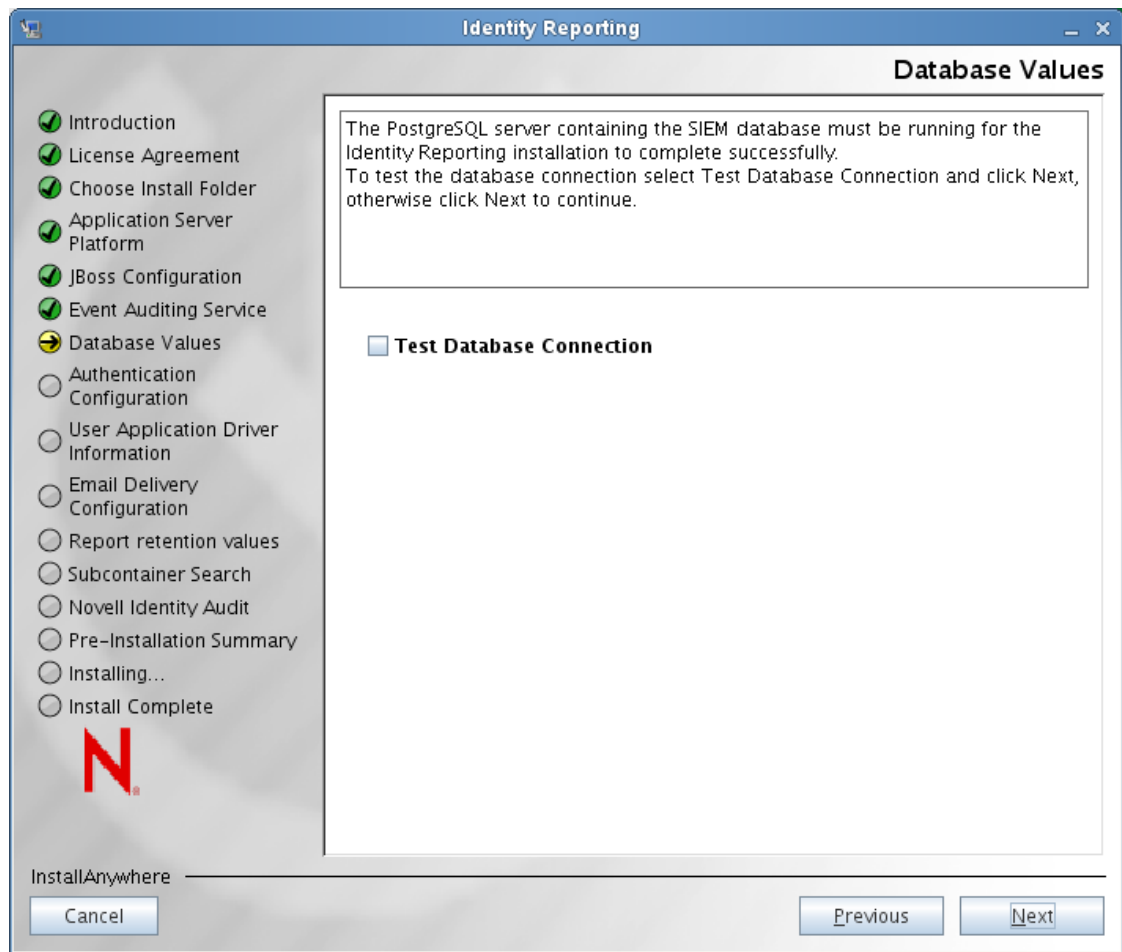 Identity Reporting
Database Values
Introduction
License Agreement
Choose Install Folder
Application Server
Platform
JBoss Configuration
Event Auditing Service
Database Values
Authentication
Configuration
User Application Driver
Information
Email Delivery
Configuration
Report retention values
Subcontainer Search
Novell Identity Audit
Pre-Installation Summary
Installing...
Install Complete
N®
The PostgreSQL server containing the SIEM database must be running for the
Identity Reporting installation to complete successfully.
To test the database connection select Test Database Connection and click Next,
otherwise click Next to continue.
Test Database Connection
InstallAnywhere
Cancel
Previous
Next